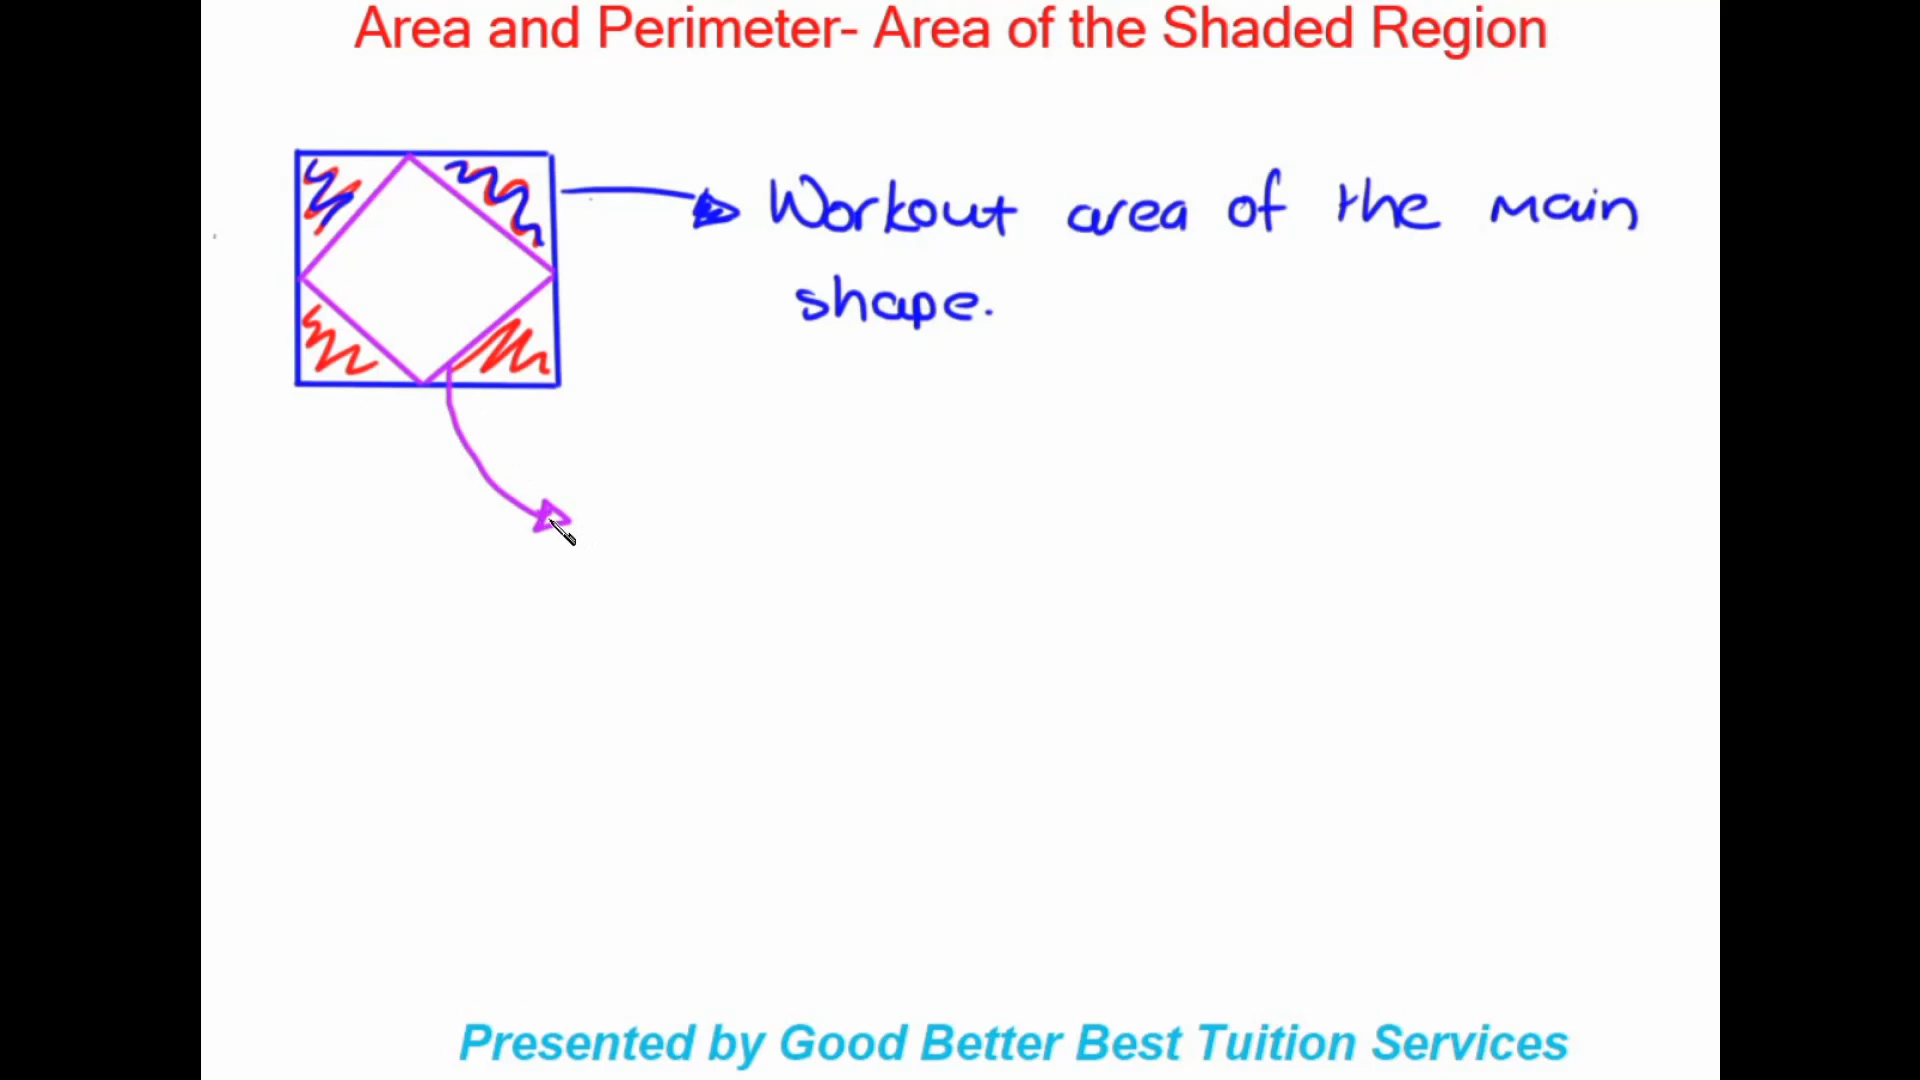 Area and Perimeter- Area of the Shaded Region
Workout area of the main
shape.
Presented by Good Better Best Tuition Services